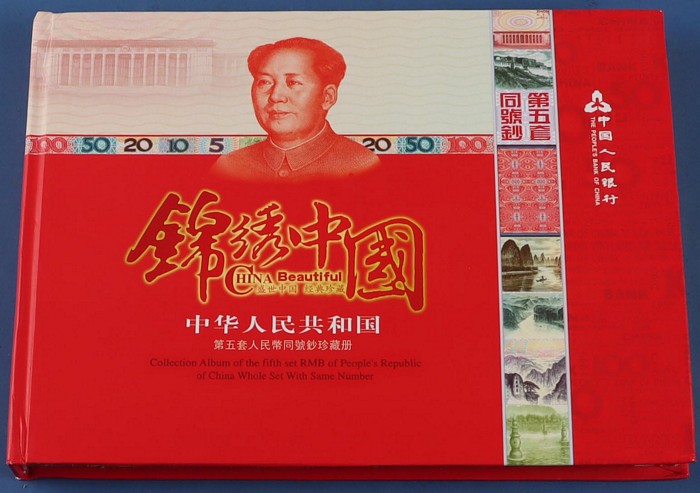 100 50 20 10 5
20 50 100
第五套
同號鈔
中国人民银行
THE PEOPLE'S BANK OF CHINA
錦绣中國
CHINA Beautiful
盛世中国 经典珍藏
中华人民共和国
第五套人民幣同號鈔珍藏册
Collection Album of the fifth set RMB of People's Republic
of China Whole Set With Same Number